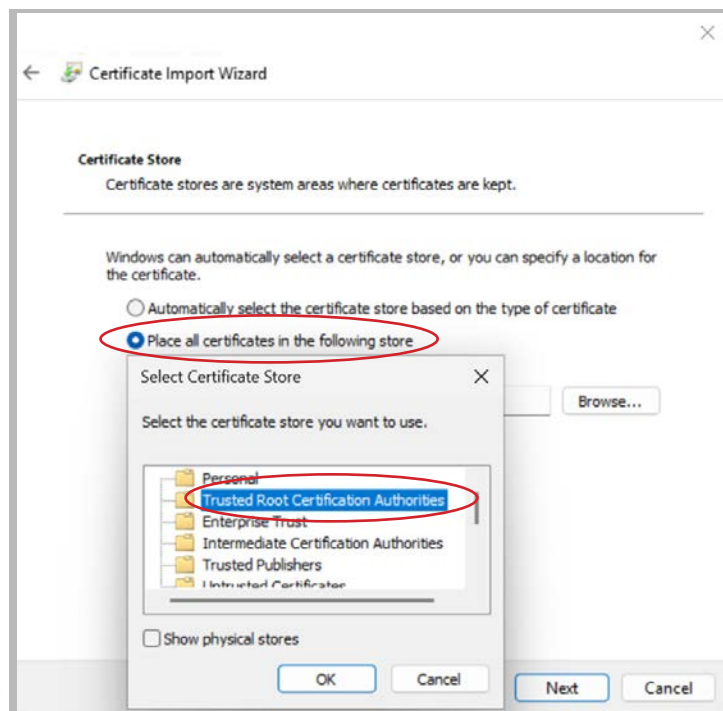 Certificate Import Wizard
Certificate Store
Certificate stores are system areas where certificates are kept.
Windows can automatically select a certificate store, or you can specify a location for
the certificate.
Automatically select the certificate store based on the type of certificate
Place all certificates in the following store
Browse...
Select Certificate Store
Select the certificate store you want to use.
Personal
Trusted Root Certification Authorities
Enterprise Trust
Intermediate Certification Authorities
Trusted Publishers
Untrusted Certificates
Show physical stores
OK Cancel
Next Cancel